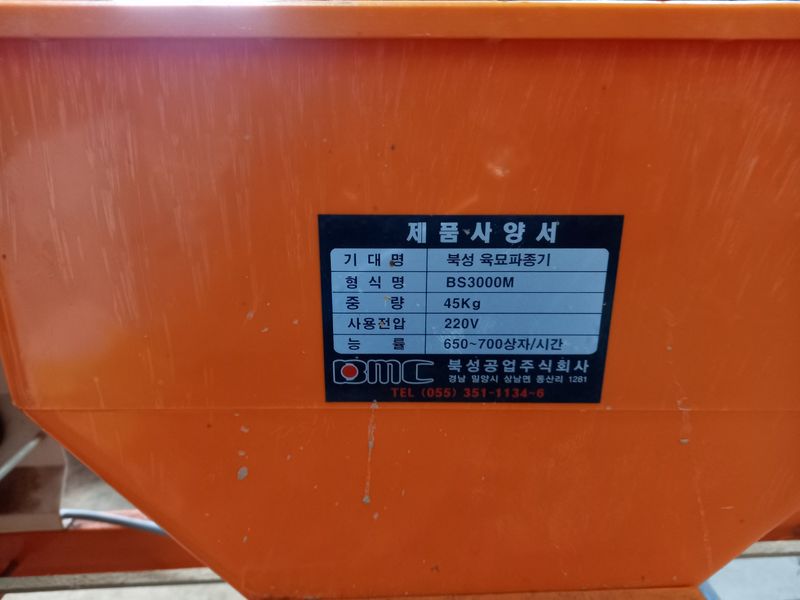 제품사양서
기대명 북성 육묘파종기
형식명 BS3000M
중량 45Kg
사용전압 220V
능률 650~700상자/시간
BMC 북성공업주식회사
경남 밀양시 상남면 동산리 1281
TEL (055) 351-1134~6